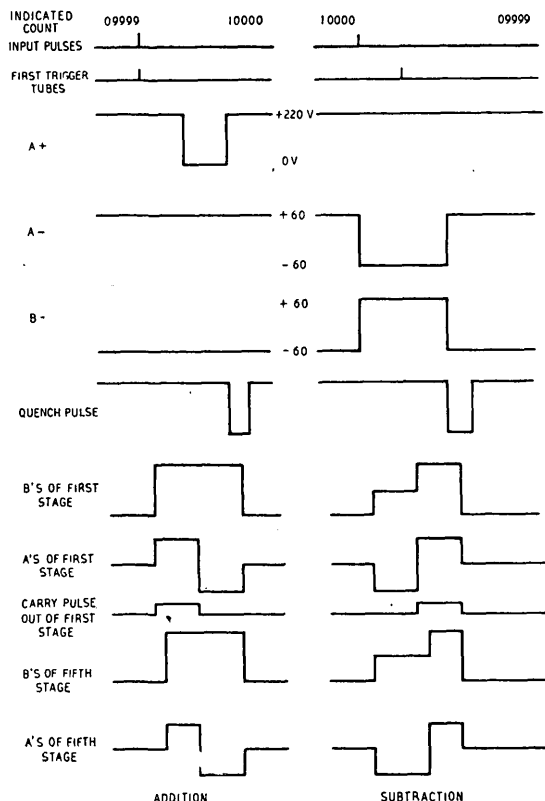 INDICATED
COUNT
09999 10000 10000 09999
INPUT PULSES
FIRST TRIGGER
TUBES
+220 V
A +
0V
A -
+ 60
- 60
+ 60
B -
- 60
QUENCH PULSE
B'S OF FIRST
STAGE
A'S OF FIRST
STAGE
CARRY PULSE
OUT OF FIRST
STAGE
B'S OF FIFTH
STAGE
A'S OF FIFTH
STAGE
ADDITION SUBTRACTION